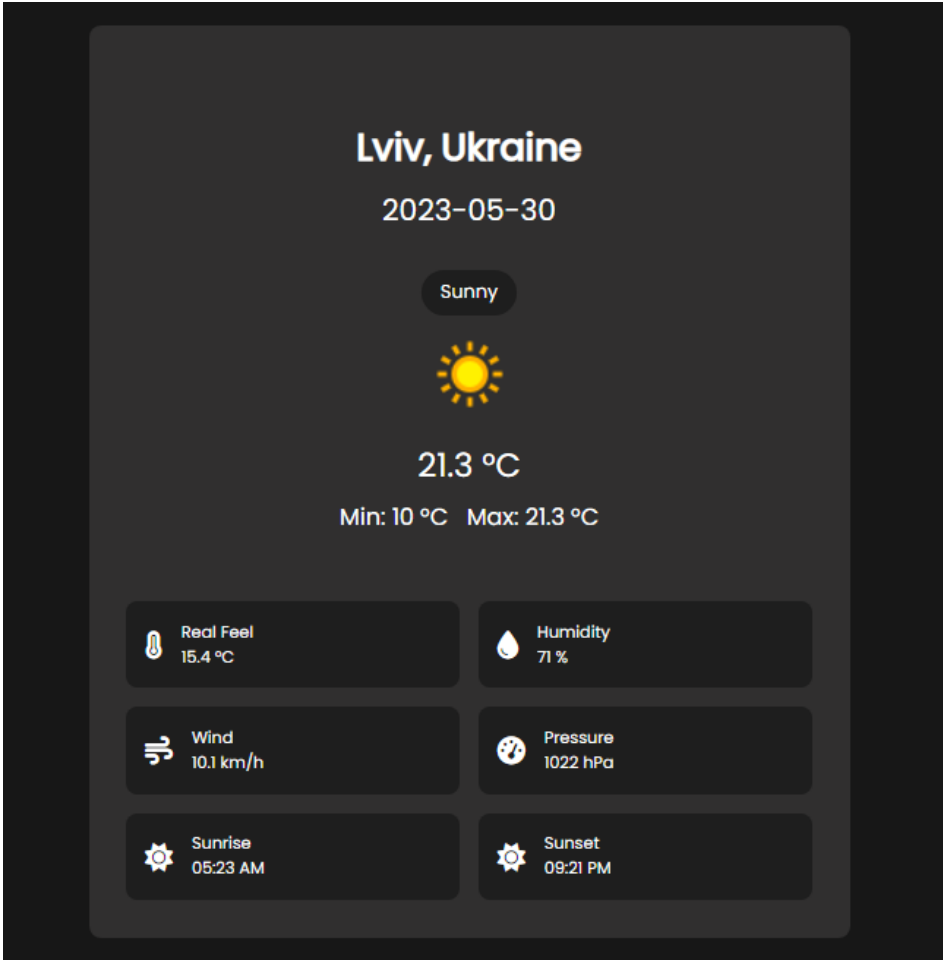 Lviv, Ukraine
2023-05-30
Sunny
21.3 °C
Min: 10 °C Max: 21.3 °C
Real Feel
15.4 °C
Humidity
71 %
Wind
10.1 km/h
Pressure
1022 hPa
Sunrise
05:23 AM
Sunset
09:21 PM